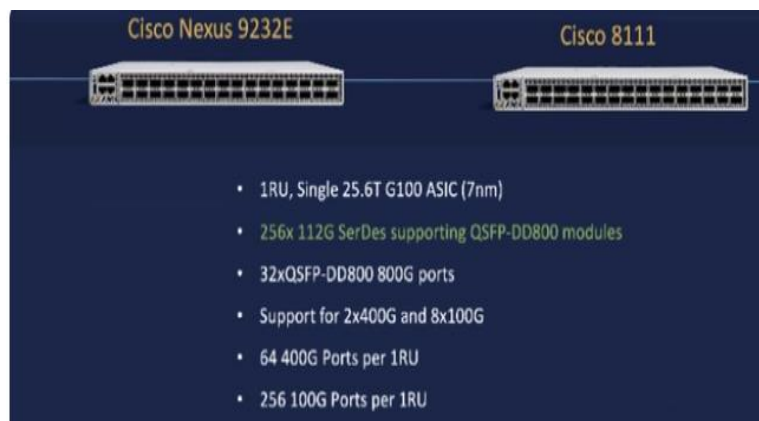 Cisco Nexus 9232E
Cisco 8111
• 1RU, Single 25.6T G100 ASIC (7nm)
• 256x 112G SerDes supporting QSFP-DD800 modules
• 32xQSFP-DD800 800G ports
• Support for 2x400G and 8x100G
• 64 400G Ports per 1RU
• 256 100G Ports per 1RU